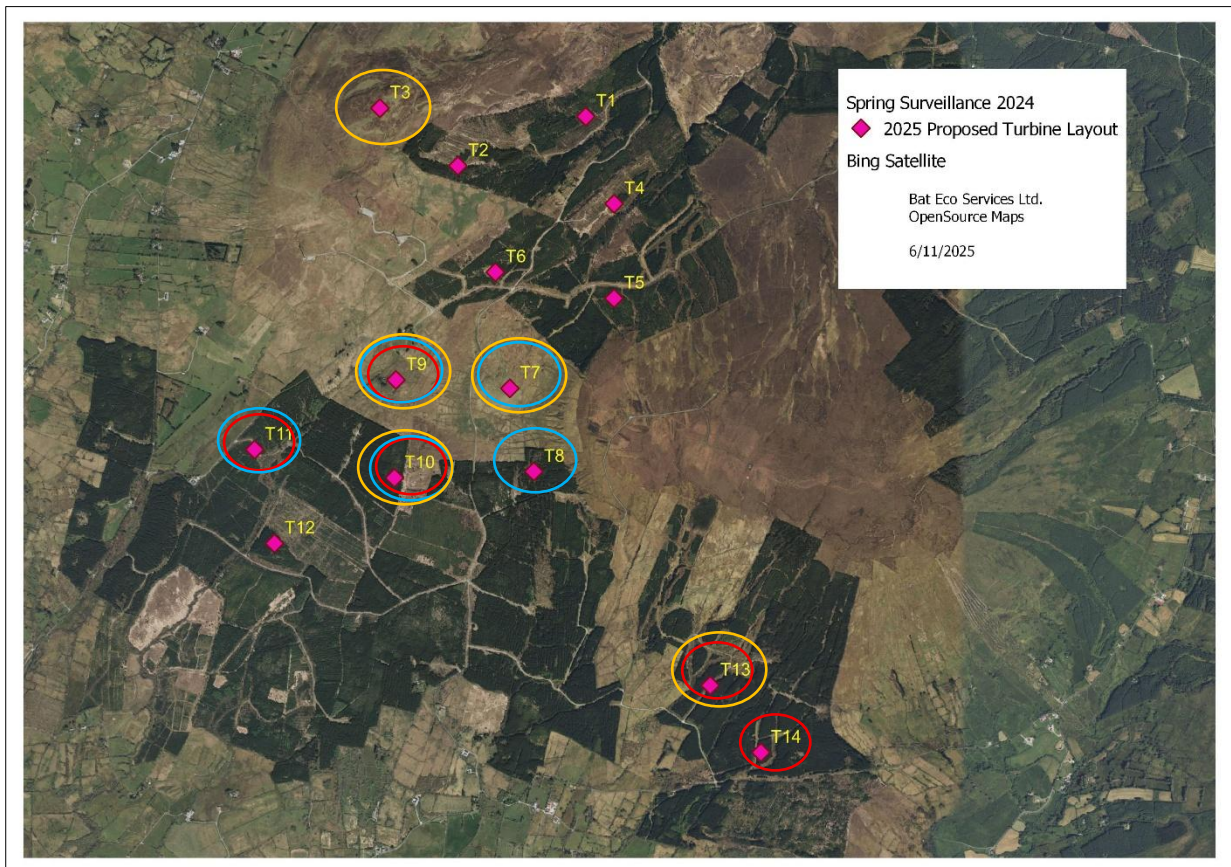 T3
T1
T2
T4
T6
T5
T9
T7
T11
T10
T8
T12
T13
T14
Spring Surveillance 2024
2025 Proposed Turbine Layout
Bing Satellite
Bat Eco Services Ltd.
OpenSource Maps
6/11/2025